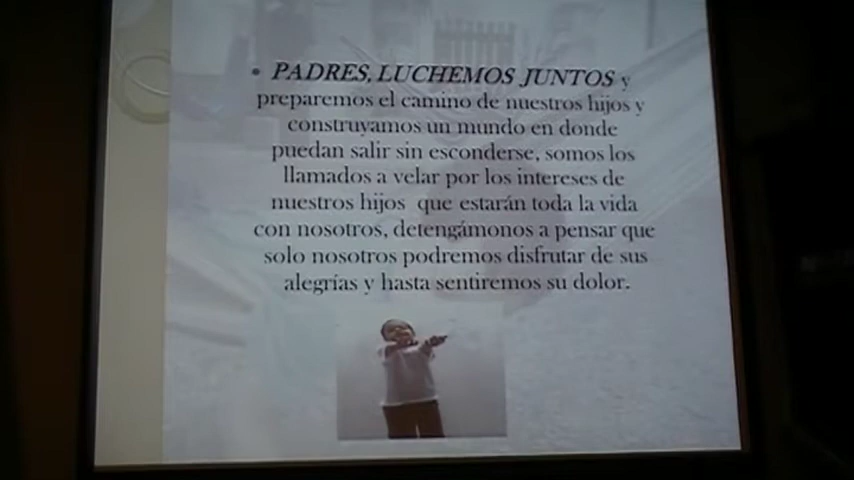 • PADRES, LUCHEMOS JUNTOS y
preparemos el camino de nuestros hijos y
construyamos un mundo en donde
puedan salir sin esconderse, somos los
llamados a velar por los intereses de
nuestros hijos que estarán toda la vida
con nosotros, detengámonos a pensar que
solo nosotros podremos disfrutar de sus
alegrías y hasta sentiremos su dolor.